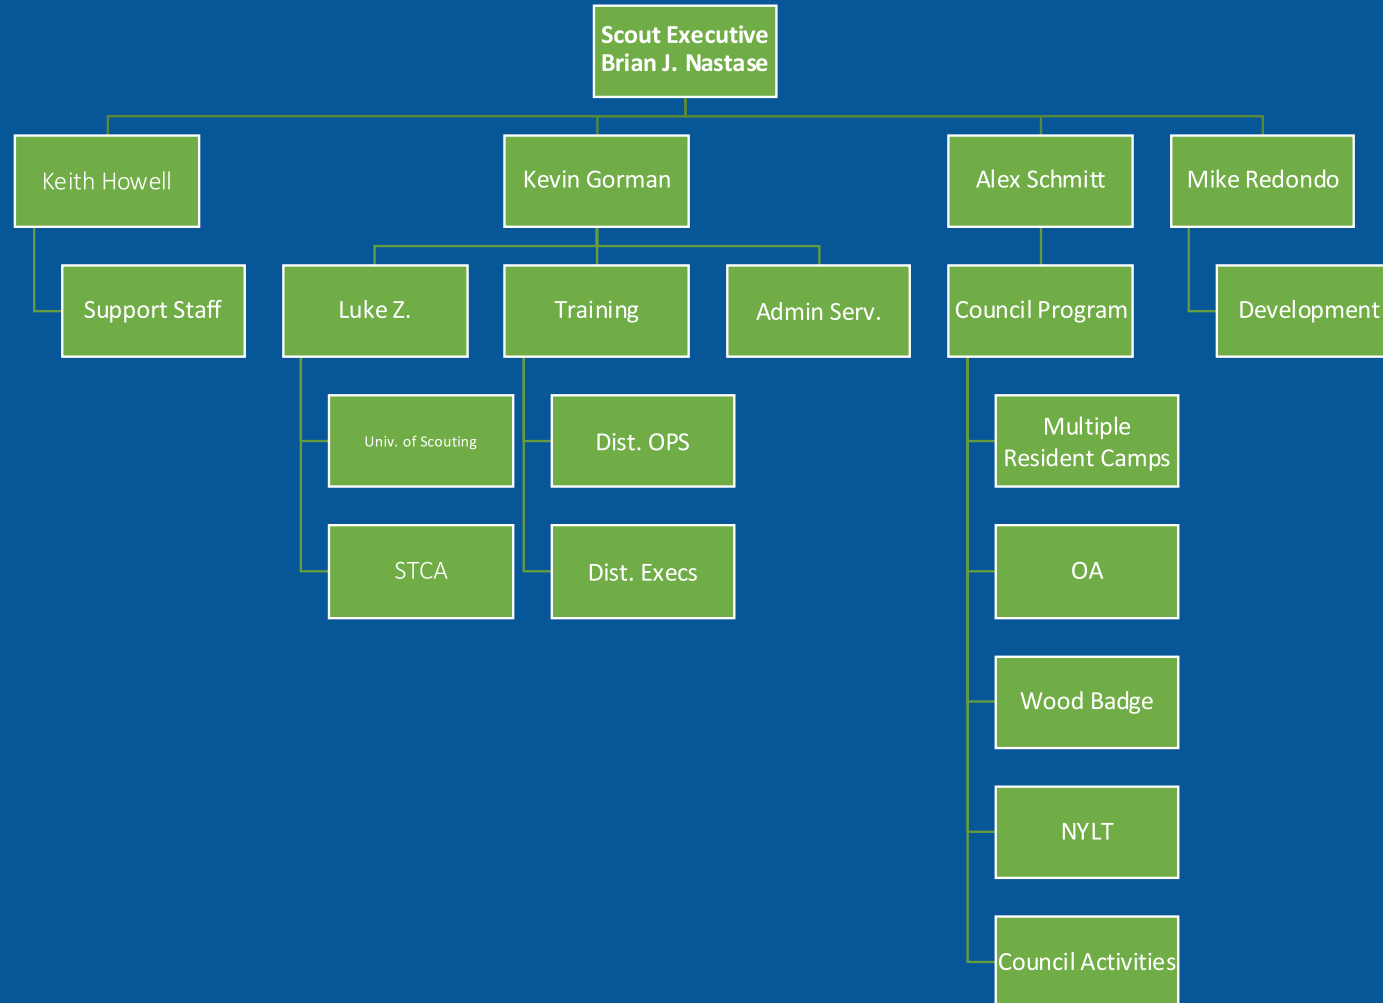 Scout Executive
Brian J. Nastase
Keith Howell
Kevin Gorman
Alex Schmitt
Mike Redondo
Support Staff
Luke Z.
Training
Admin Serv.
Council Program
Development
Univ. of Scouting
Dist. OPS
Multiple
Resident Camps
STCA
Dist. Execs
OA
Wood Badge
NYLT
Council Activities